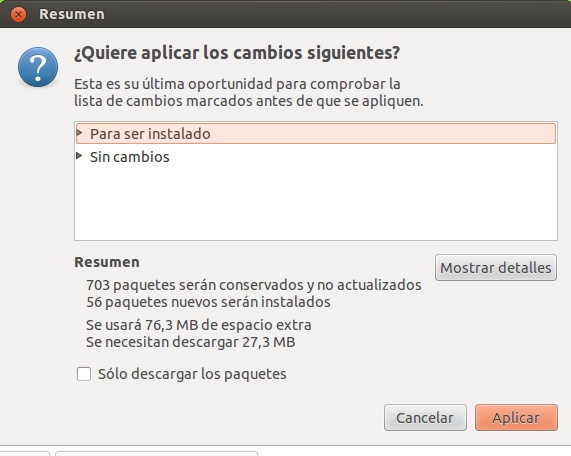 Resumen
¿Quiere aplicar los cambios siguientes?
Esta es su última oportunidad para comprobar la
lista de cambios marcados antes de que se apliquen.
Para ser instalado
Sin cambios
Resumen
Mostrar detalles
703 paquetes serán conservados y no actualizados
56 paquetes nuevos serán instalados
Se usará 76,3 MB de espacio extra
Se necesitan descargar 27,3 MB
Sólo descargar los paquetes
Cancelar
Aplicar